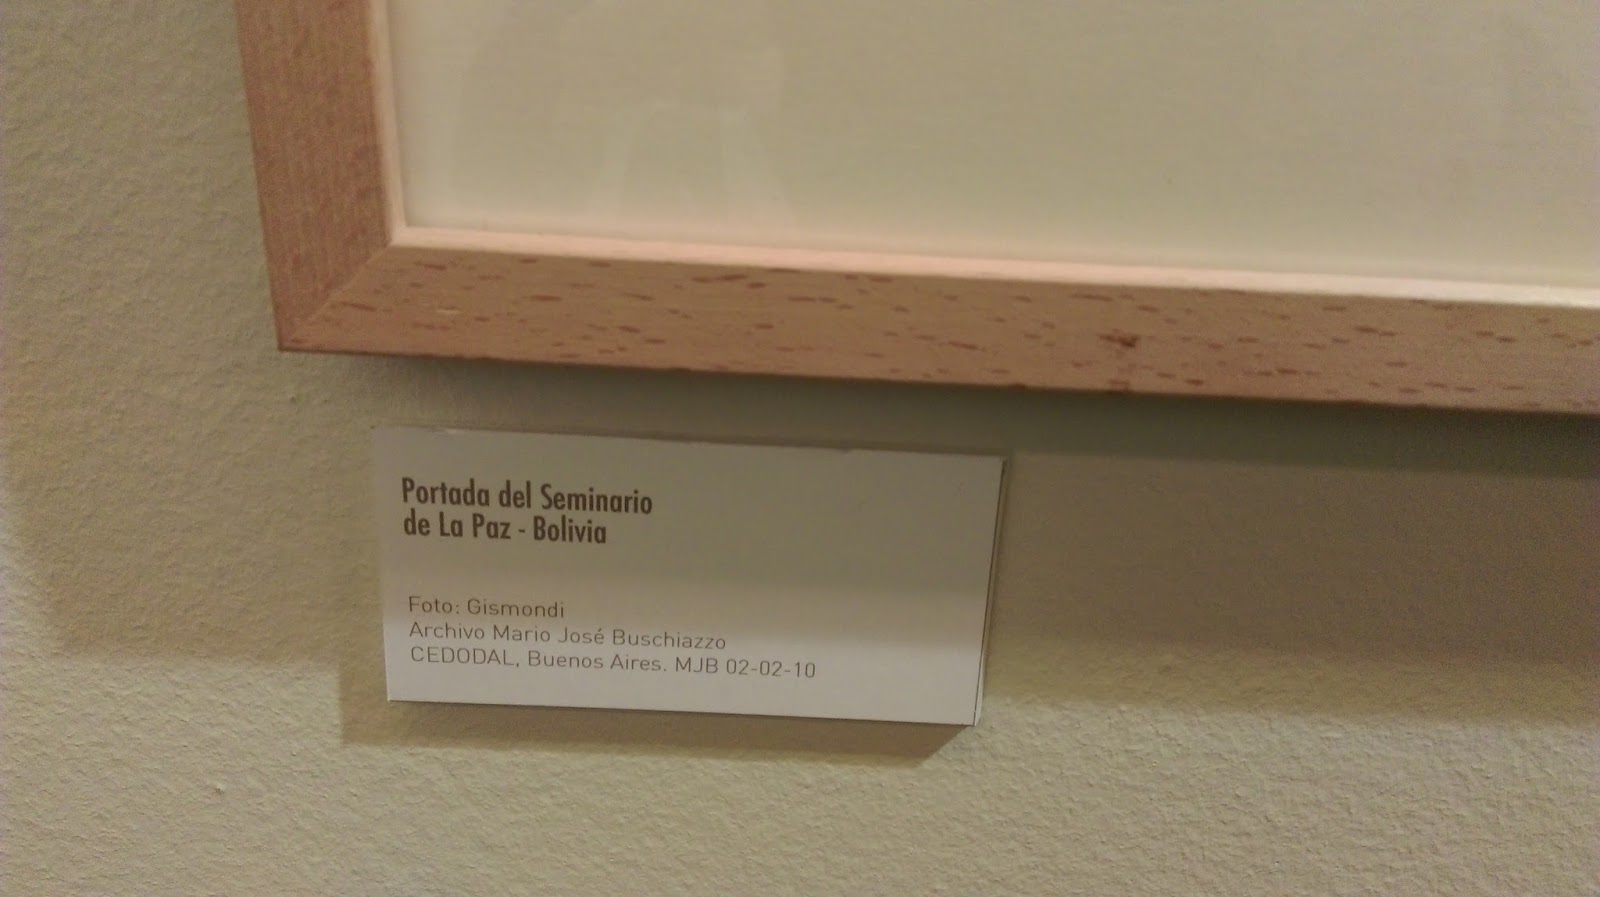 Portada del Seminario
de La Paz - Bolivia
Foto: Gismondi
Archivo Mario José Buschiazzo
CEDODAL, Buenos Aires. MJB 02-02-10